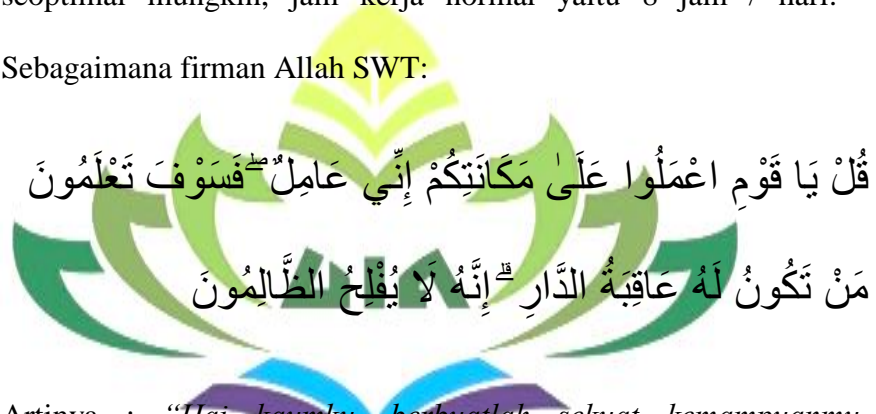 seoptimal mungkin, jam kerja normal yaitu 8 jam / hari.
Sebagaimana firman Allah SWT:
قُلْ يَا قَوْمِ اعْمَلُوا عَلَىٰ مَكَانَتِكُمْ إِنِّي عَامِلٌ ۖ فَسَوْفَ تَعْلَمُونَ
مَنْ تَكُونُ لَهُ عَاقِبَةُ الدَّارِ ۗ إِنَّهُ لَا يُفْلِحُ الظَّالِمُونَ
Artinya : “Hai kaumku, berbuatlah sekuat kemampuanmu,